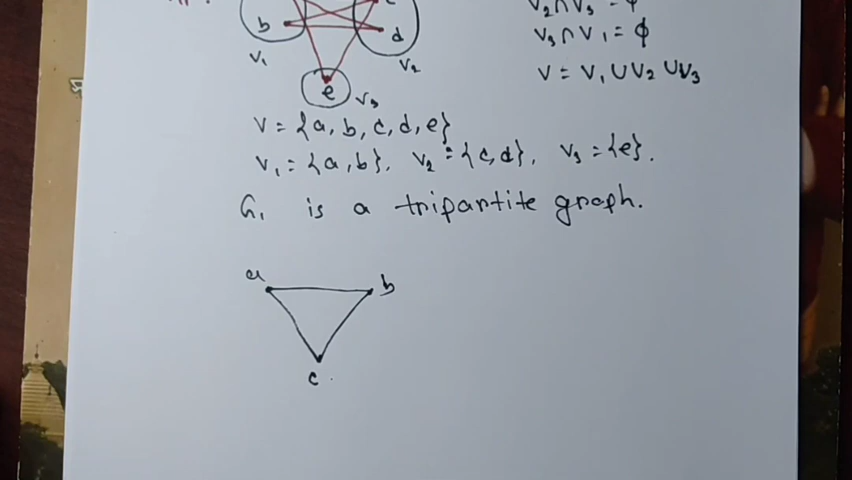 V₂∩V₃ = ϕ
b
d
V₃∩V₁ = ϕ
V₁
V₂
V = V₁∪V₂∪V₃
e
V₃
V = {a, b, c, d, e}
V₁ = {a, b}, V₂ = {c, d}, V₃ = {e}.
G₁ is a tripartite graph.
a
b
c